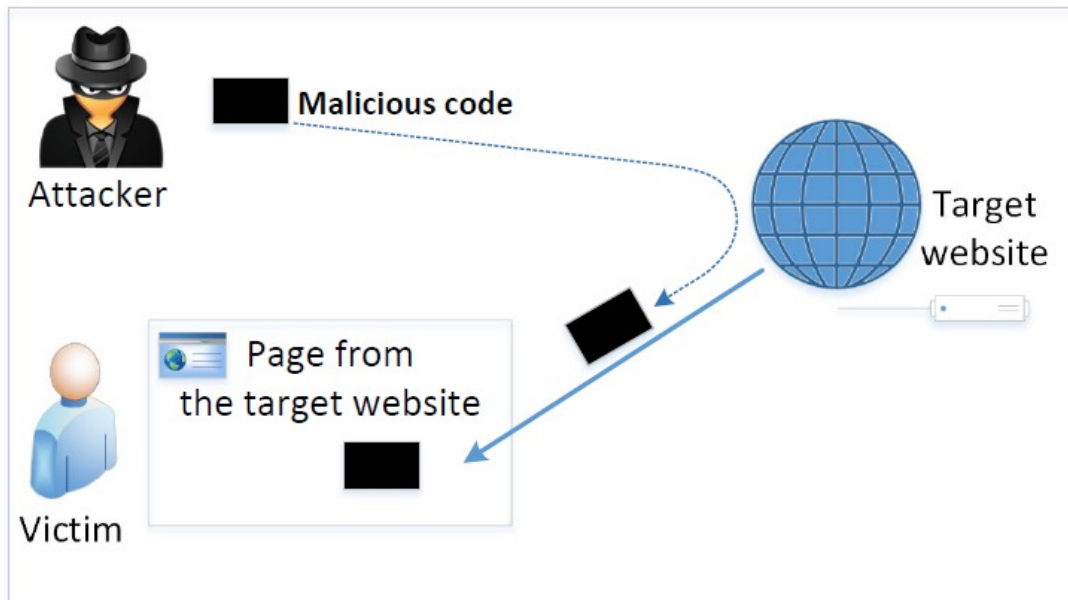 Malicious code
Attacker
Target
website
Page from
the target website
Victim